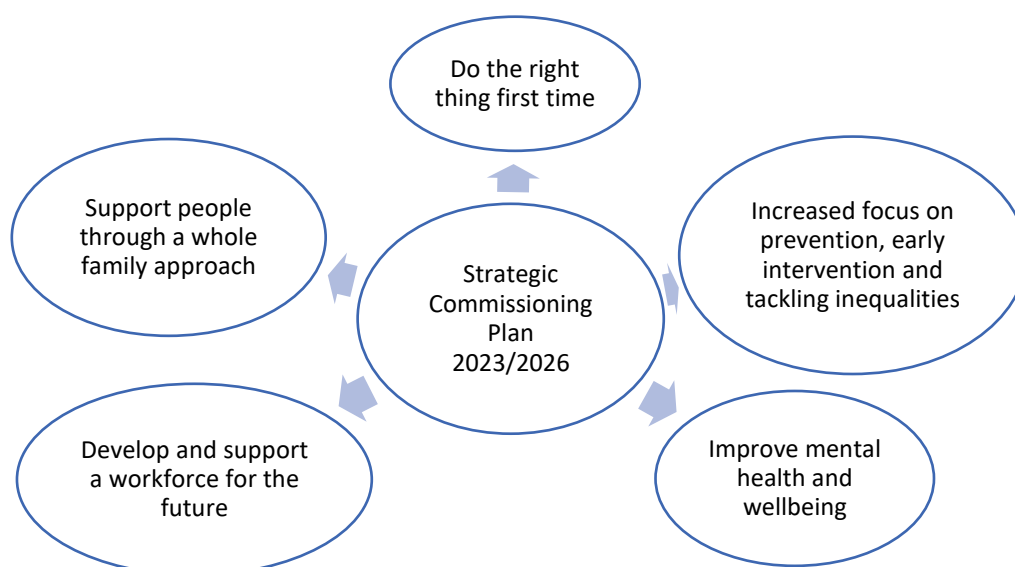 Do the right
thing first time
Support people
through a whole
family approach
Increased focus on
prevention, early
intervention and
tackling inequalities
Strategic
Commissioning
Plan
2023/2026
Develop and support
a workforce for the
future
Improve mental
health and
wellbeing